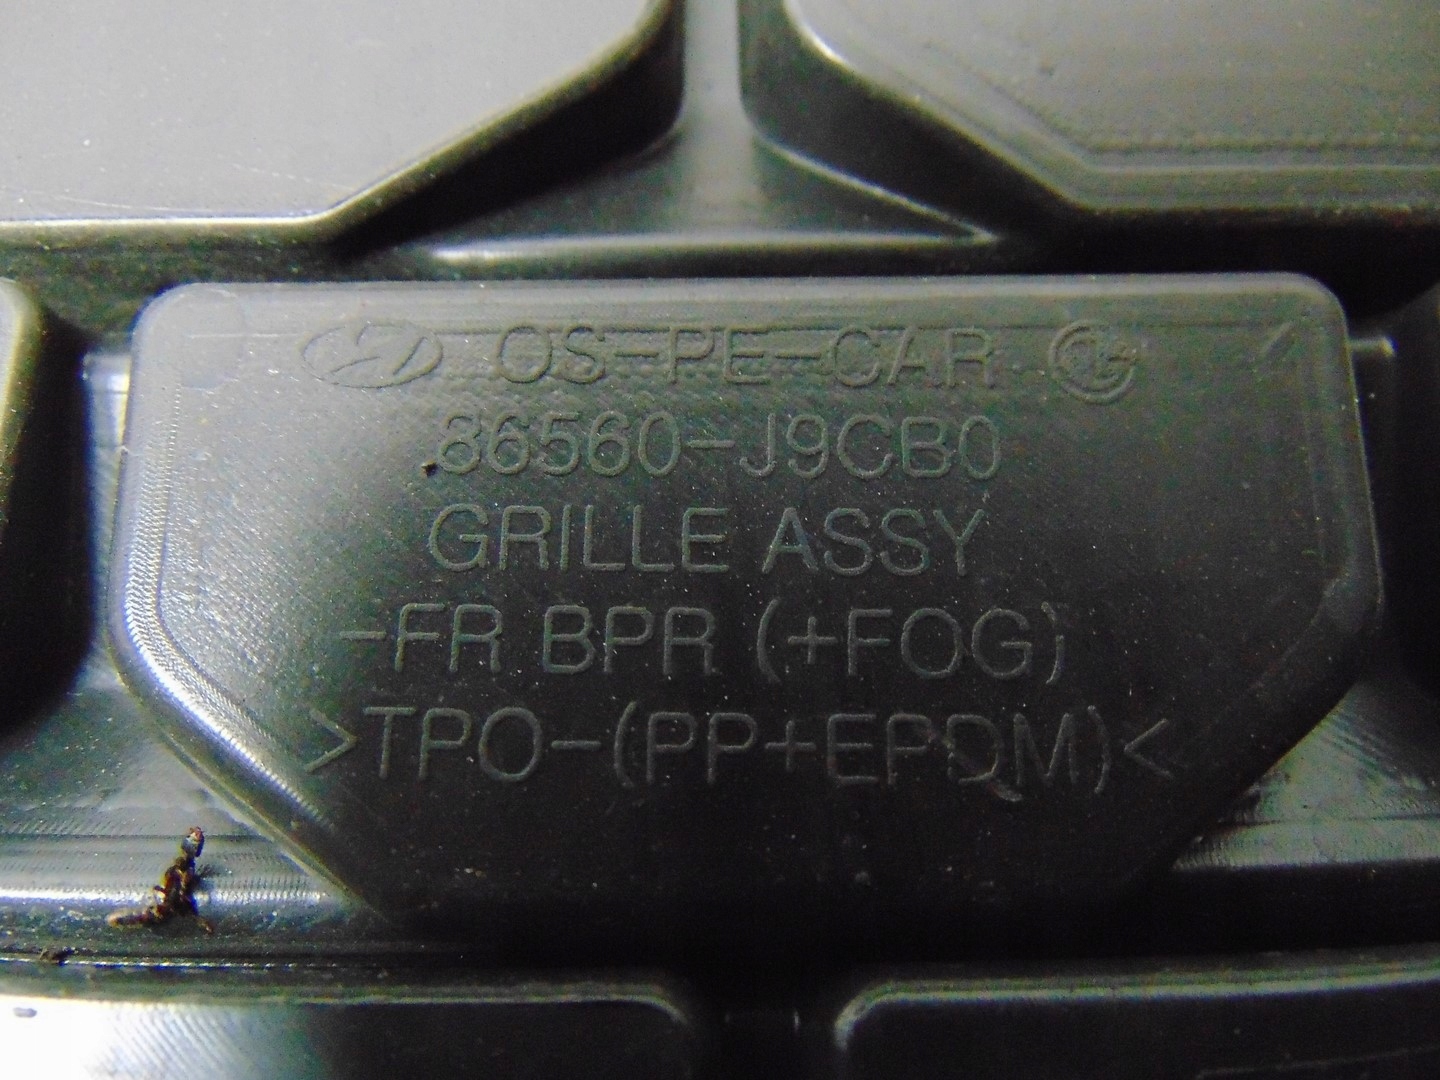 OS-PE-CAR
86560-J9CB0
GRILLE ASSY
-FR BPR (+FOG)
>TPO-(PP+EPDM)<